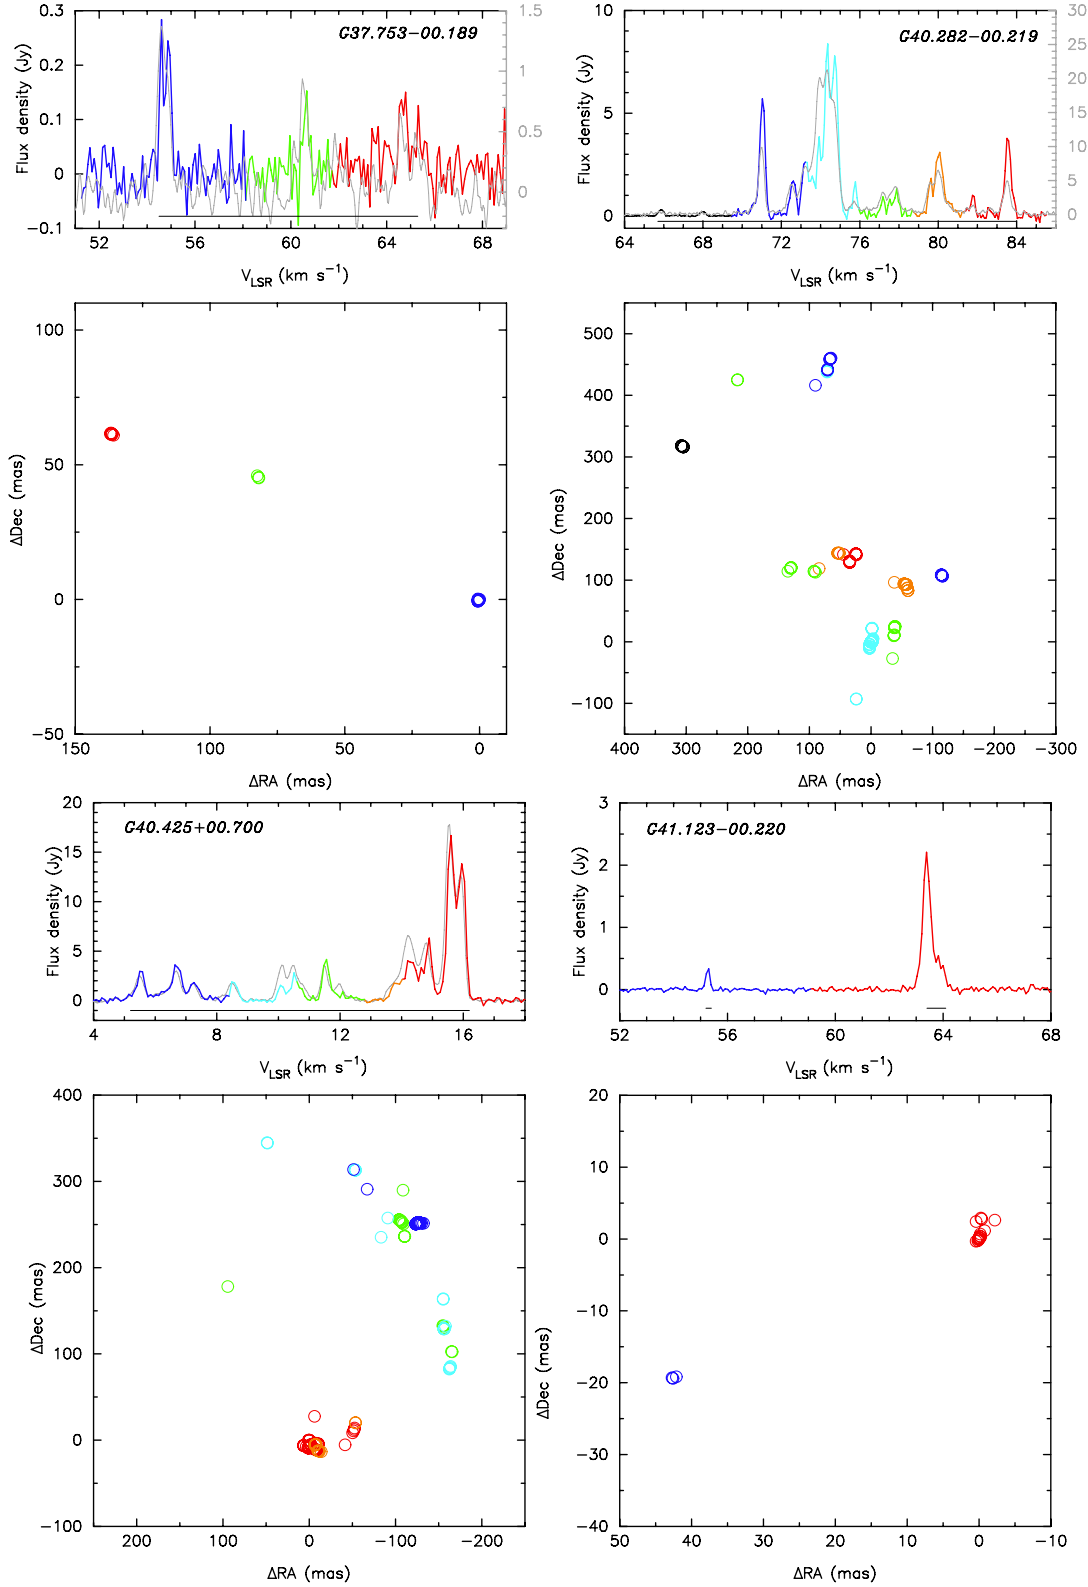 G37.753−00.189
Flux density (Jy)
0.3
0.2
0.1
0
−0.1
1.5
1
0.5
0
52 56 60 64 68
V_LSR (km s⁻¹)
G40.282−00.219
Flux density (Jy)
10
5
0
30
25
20
15
10
5
0
64 68 72 76 80 84
V_LSR (km s⁻¹)
ΔDec (mas)
100
50
0
−50
150 100 50 0
ΔRA (mas)
ΔDec (mas)
500
400
300
200
100
0
−100
400 300 200 100 0 −100 −200 −300
ΔRA (mas)
G40.425+00.700
Flux density (Jy)
20
15
10
5
0
4 8 12 16
V_LSR (km s⁻¹)
G41.123−00.220
Flux density (Jy)
3
2
1
0
52 56 60 64 68
V_LSR (km s⁻¹)
ΔDec (mas)
400
300
200
100
0
−100
200 100 0 −100 −200
ΔRA (mas)
ΔDec (mas)
20
10
0
−10
−20
−30
−40
50 40 30 20 10 0 −10
ΔRA (mas)